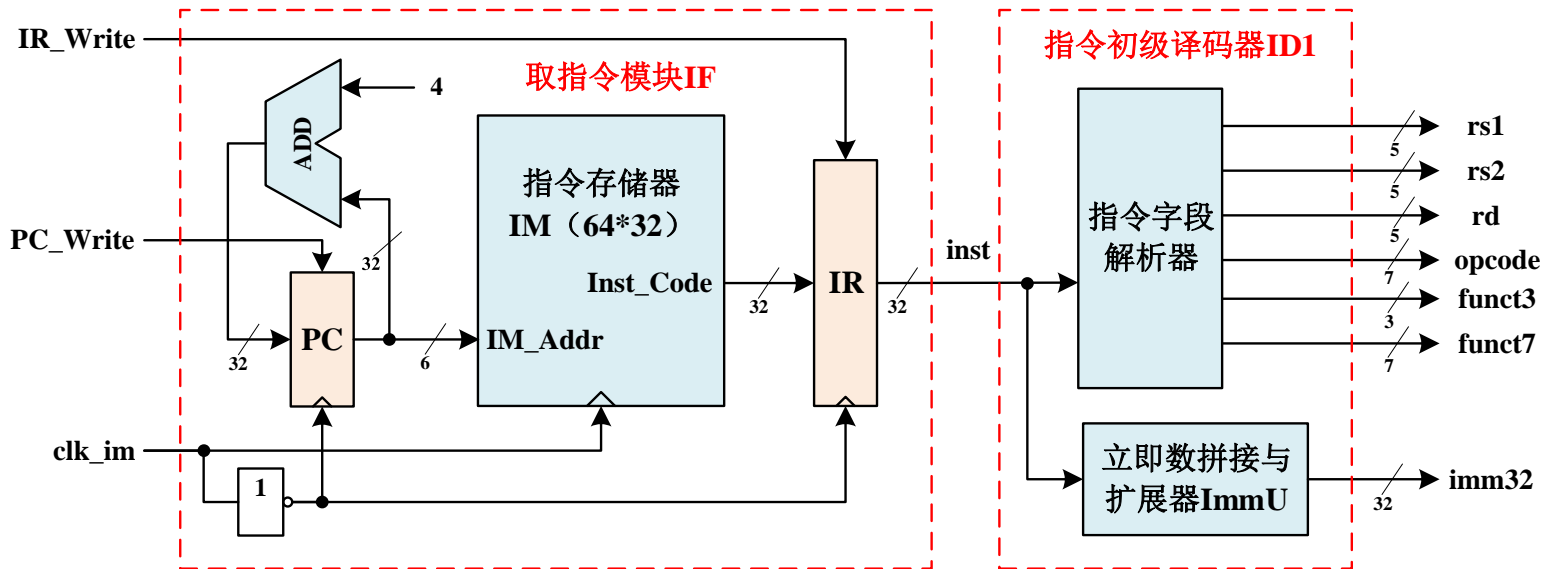 IR_Write
取指令模块IF
指令初级译码器ID1
4
ADD
指令存储器
IM（64*32）
Inst_Code
IM_Addr
PC_Write
32
32
PC
6
32
IR
32
inst
指令字段
解析器
5
rs1
5
rs2
5
rd
7
opcode
3
funct3
7
funct7
clk_im
1
立即数拼接与
扩展器ImmU
32
imm32